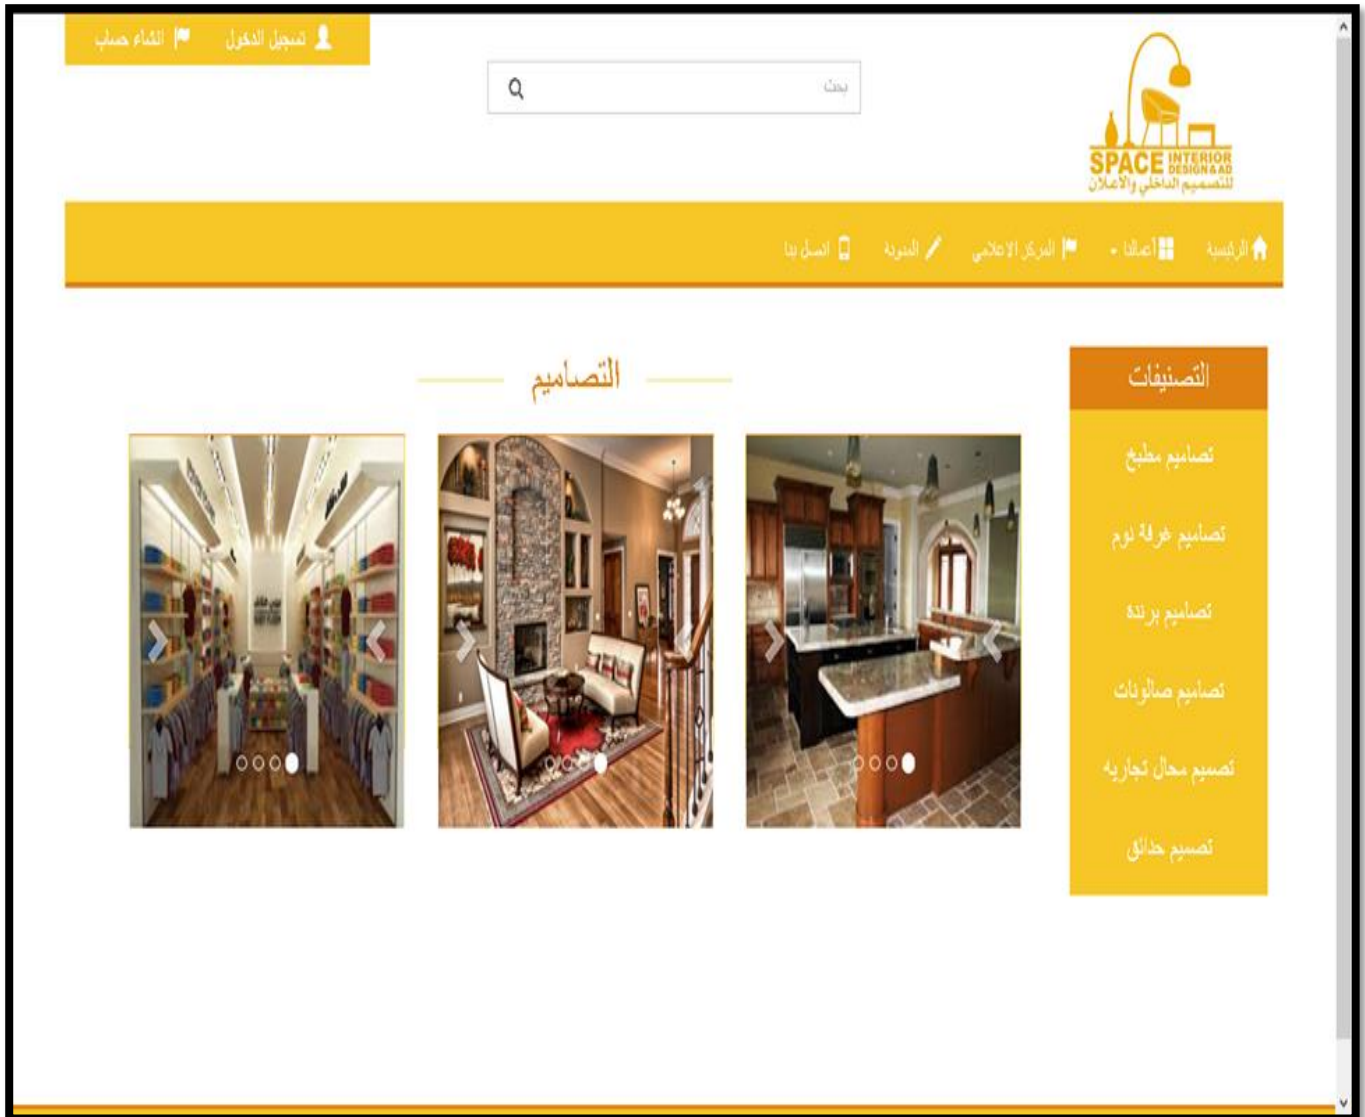 تسجيل الدخول انشاء حساب
بحث
SPACE INTERIOR DESIGN & AD
للتصميم الداخلي والاعلان
الرئيسية أعمالنا المركز الاعلامي المدونة اتصل بنا
التصنيفات
تصاميم مطبخ
تصاميم غرفة نوم
تصاميم برندة
تصاميم صالونات
تصميم محال تجاريه
تصميم حدائق
التصاميم